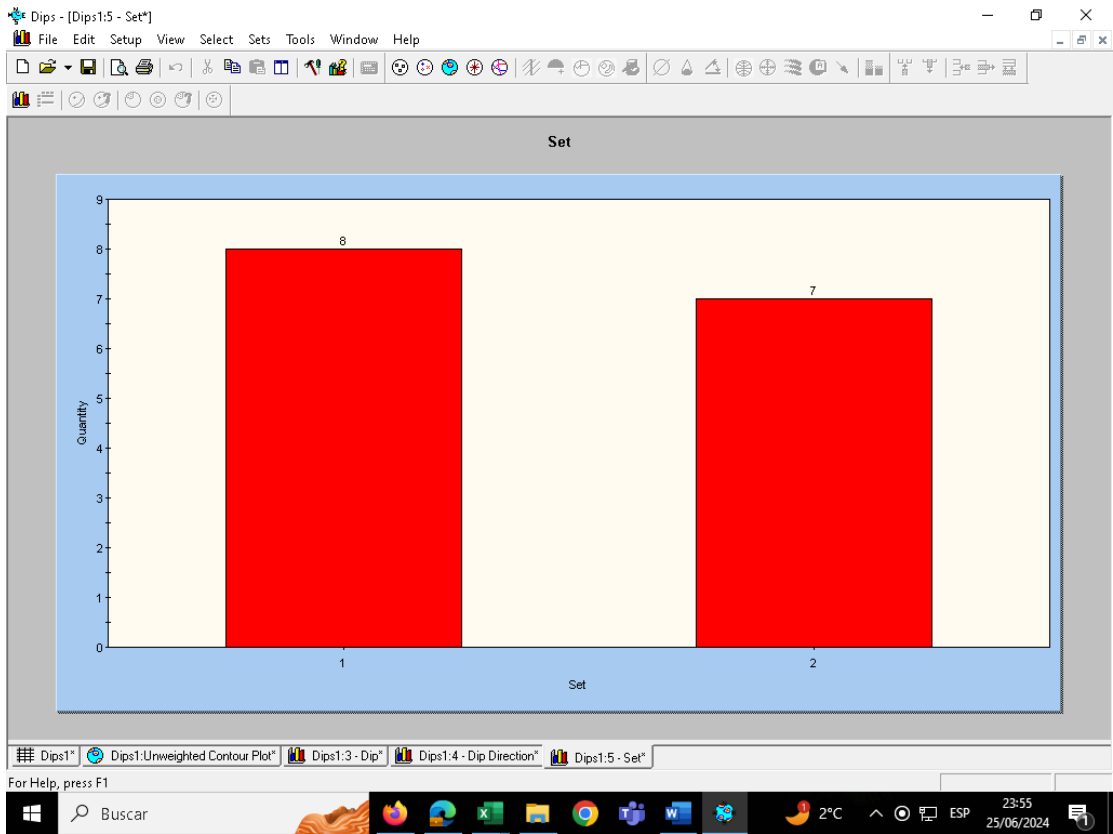 Dips - [Dips1:5 - Set*]
File Edit Setup View Select Sets Tools Window Help
Set
9
8
7
6
5
4
3
2
1
0
Quantity
8
7
1
2
Set
Dips1* Dips1:Unweighted Contour Plot* Dips1:3 - Dip* Dips1:4 - Dip Direction* Dips1:5 - Set*
For Help, press F1
Buscar
1
2°C
ESP
23:55
25/06/2024
1